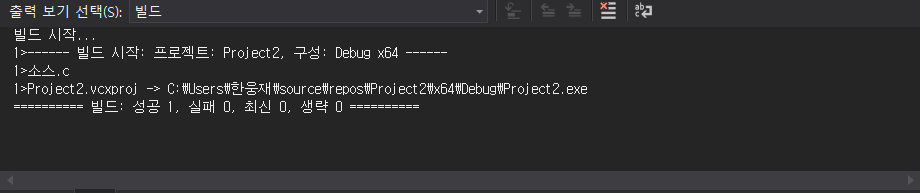 출력 보기 선택(S): 빌드
빌드 시작...
1>------ 빌드 시작: 프로젝트: Project2, 구성: Debug x64 ------
1>소스.c
1>Project2.vcxproj -> C:₩Users₩한웅재₩source₩repos₩Project2₩x64₩Debug₩Project2.exe
========== 빌드: 성공 1, 실패 0, 최신 0, 생략 0 ==========